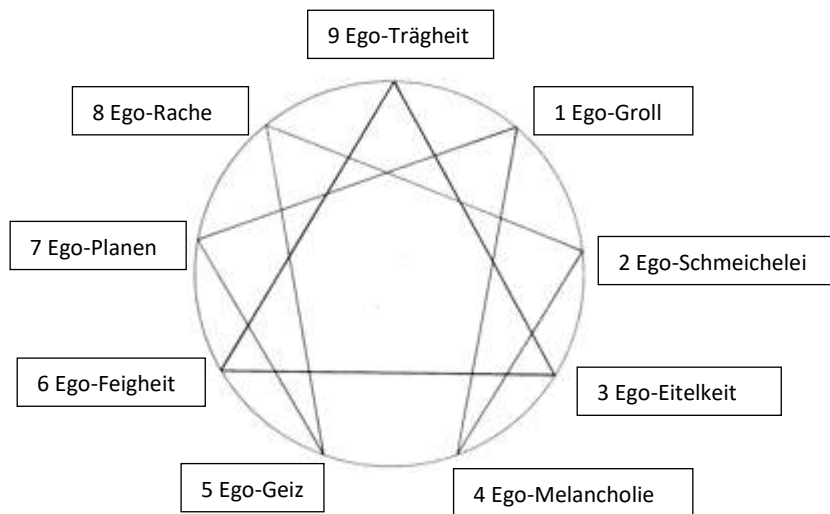 9 Ego-Trägheit
8 Ego-Rache
1 Ego-Groll
7 Ego-Planen
2 Ego-Schmeichelei
6 Ego-Feigheit
3 Ego-Eitelkeit
5 Ego-Geiz
4 Ego-Melancholie